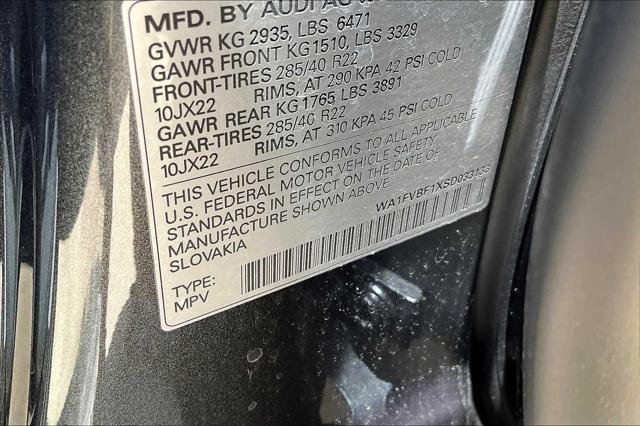 MFD. BY AUDI AG
GVWR KG 2935, LBS 6471
GAWR FRONT KG1510, LBS 3329
FRONT-TIRES 285/40 R22
10JX22 RIMS, AT 290 KPA 42 PSI COLD
GAWR REAR KG 1765, LBS 3891
REAR-TIRES 285/40 R22
10JX22 RIMS, AT 310 KPA 45 PSI COLD
THIS VEHICLE CONFORMS TO ALL APPLICABLE
U.S. FEDERAL MOTOR VEHICLE SAFETY
STANDARDS IN EFFECT ON THE DATE OF
MANUFACTURE SHOWN ABOVE.
SLOVAKIA
WA1FVBF1XSD033133
TYPE:
MPV